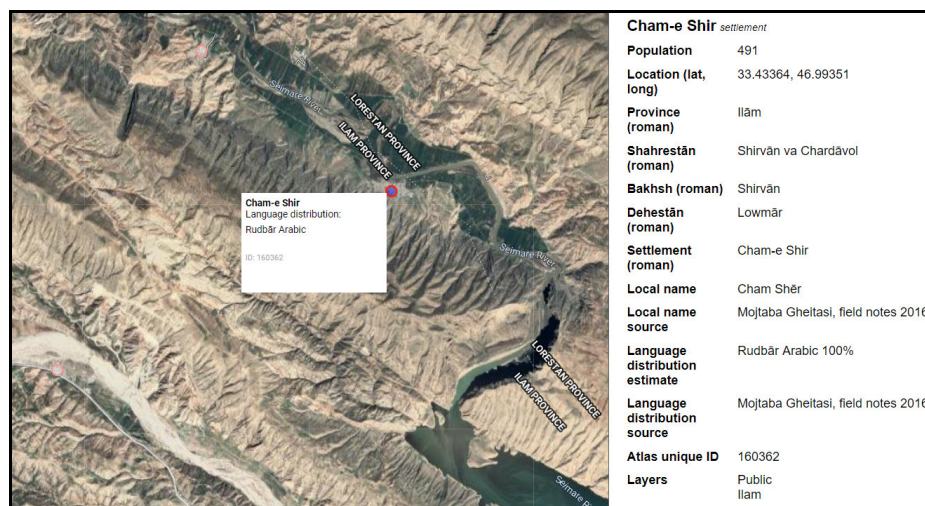 Seimare River
LORESTAN PROVINCE
ILAM PROVINCE
Cham-e Shir
Language distribution:
Rudbār Arabic
ID: 160362
Seimare River
LORESTAN PROVINCE
ILAM PROVINCE
Seimare Ri
Cham-e Shir settlement
Population 491
Location (lat, 33.43364, 46.99351
long)
Province Ilām
(roman)
Shahrestān Shirvān va Chardāvol
(roman)
Bakhsh (roman) Shirvān
Dehestān Lowmār
(roman)
Settlement Cham-e Shir
(roman)
Local name Cham Shēr
Local name Mojtaba Gheitasi, field notes 2016
source
Language Rudbār Arabic 100%
distribution
estimate
Language Mojtaba Gheitasi, field notes 2016
distribution
source
Atlas unique ID 160362
Layers Public
Ilam